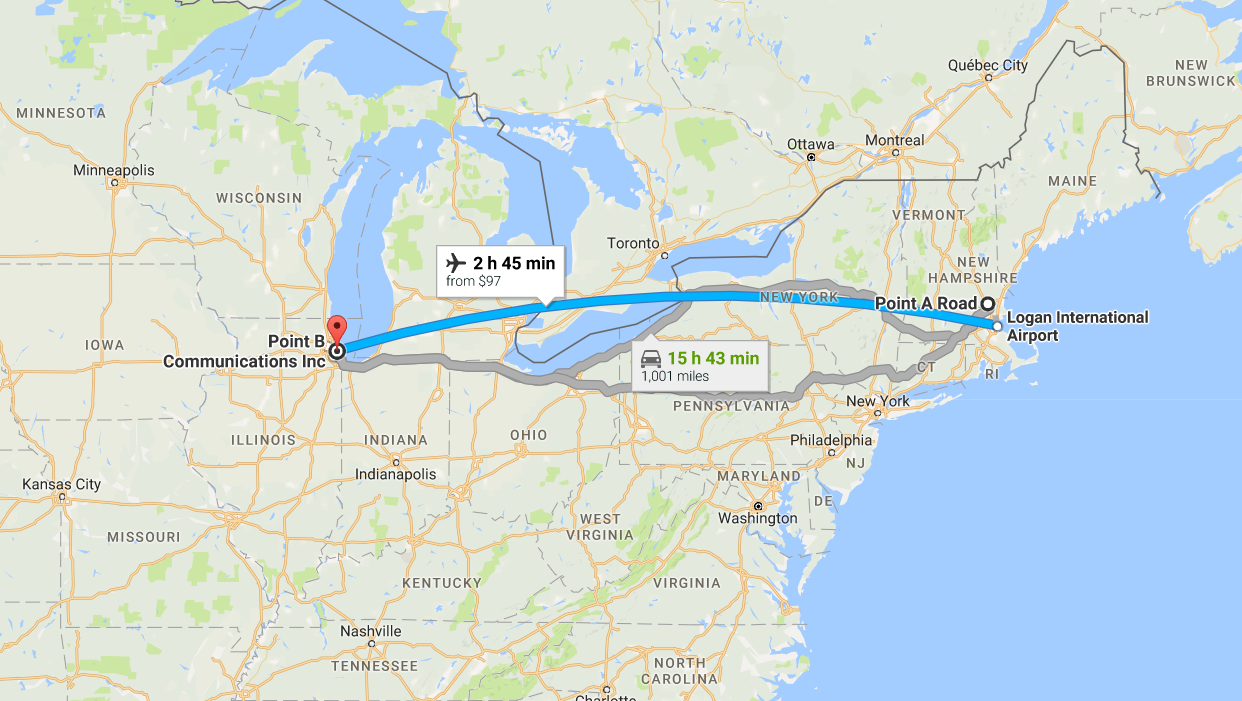 Québec City
NEW
BRUNSWICK
MINNESOTA
Ottawa
Montreal
Minneapolis
MAINE
WISCONSIN
VERMONT
Toronto
2 h 45 min
from $97
NEW
HAMPSHIRE
NEW YORK
Point A Road
Logan International
Airport
Point B
Communications Inc
IOWA
15 h 43 min
1,001 miles
CT
RI
PENNSYLVANIA
New York
ILLINOIS
INDIANA
OHIO
Philadelphia
NJ
Indianapolis
MARYLAND
Kansas City
DE
Washington
WEST
VIRGINIA
MISSOURI
KENTUCKY
VIRGINIA
Nashville
TENNESSEE
NORTH
CAROLINA
Charlotte